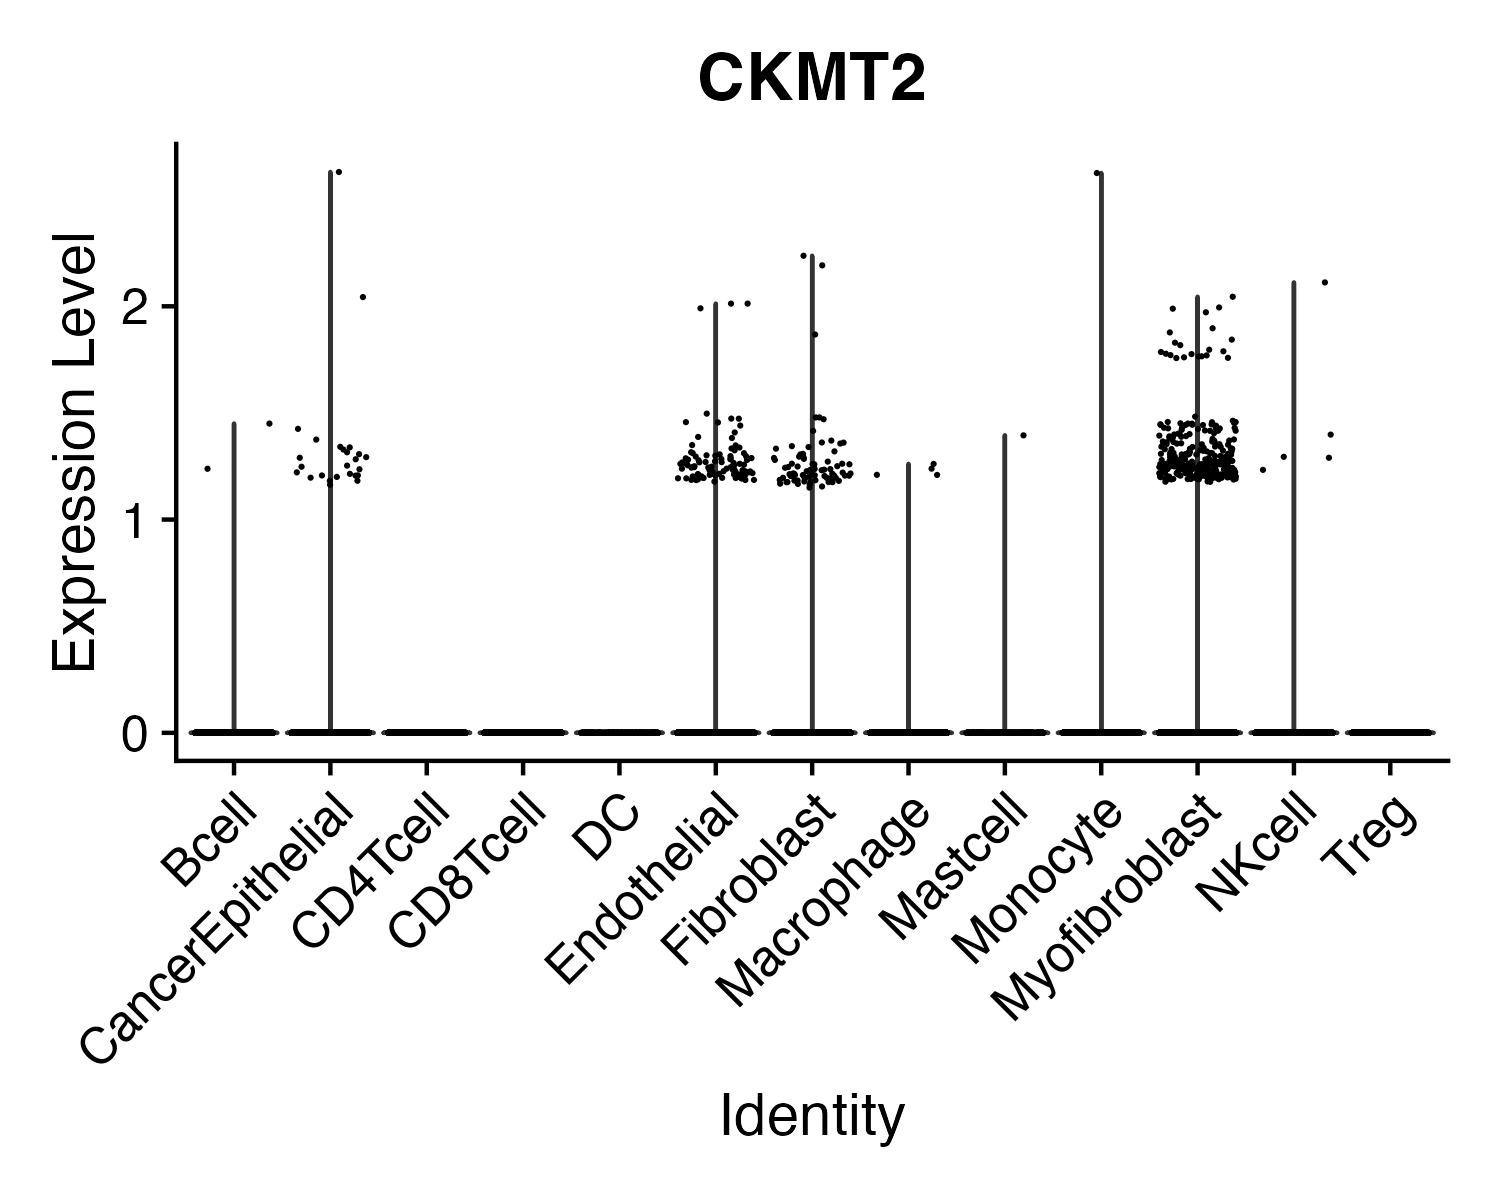 CKMT2
Expression Level
2
1
0
Bcell
CancerEpithelial
CD4Tcell
CD8Tcell
DC
Endothelial
Fibroblast
Macrophage
Mastcell
Monocyte
Myofibroblast
NKcell
Treg
Identity